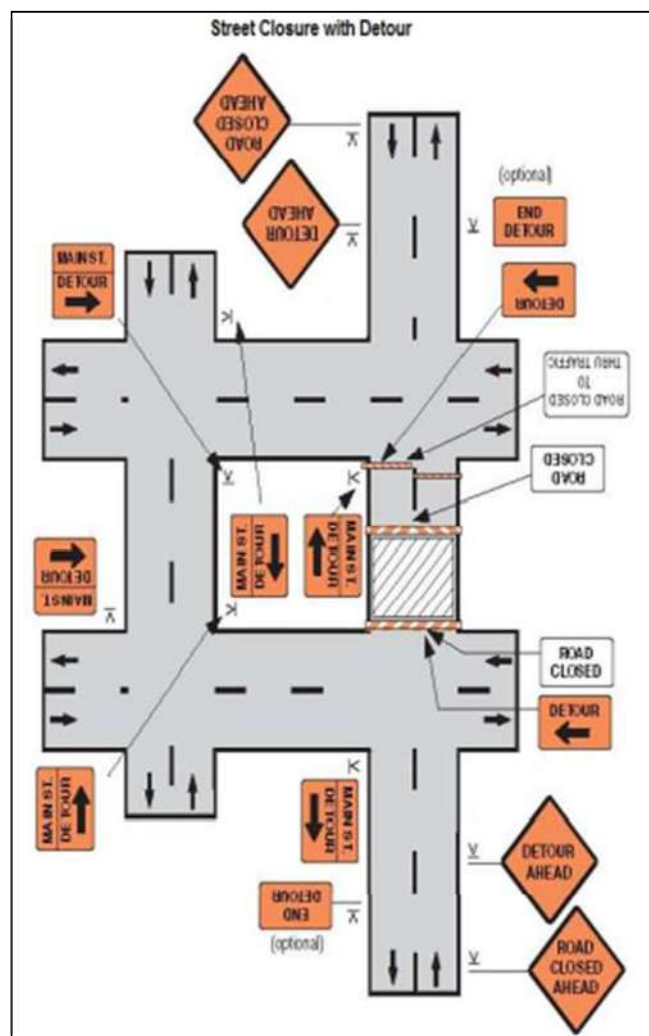 Street Closure with Detour
ROAD
CLOSED
AHEAD
DETOUR
AHEAD
(optional)
END
DETOUR
MAIN ST.
DETOUR
DETOUR
ROAD CLOSED
TO
THRU TRAFFIC
ROAD
CLOSED
MAIN ST.
DETOUR
MAIN ST.
DETOUR
MAIN ST.
DETOUR
ROAD
CLOSED
DETOUR
MAIN ST.
DETOUR
MAIN ST.
DETOUR
DETOUR
AHEAD
END
DETOUR
(optional)
ROAD
CLOSED
AHEAD